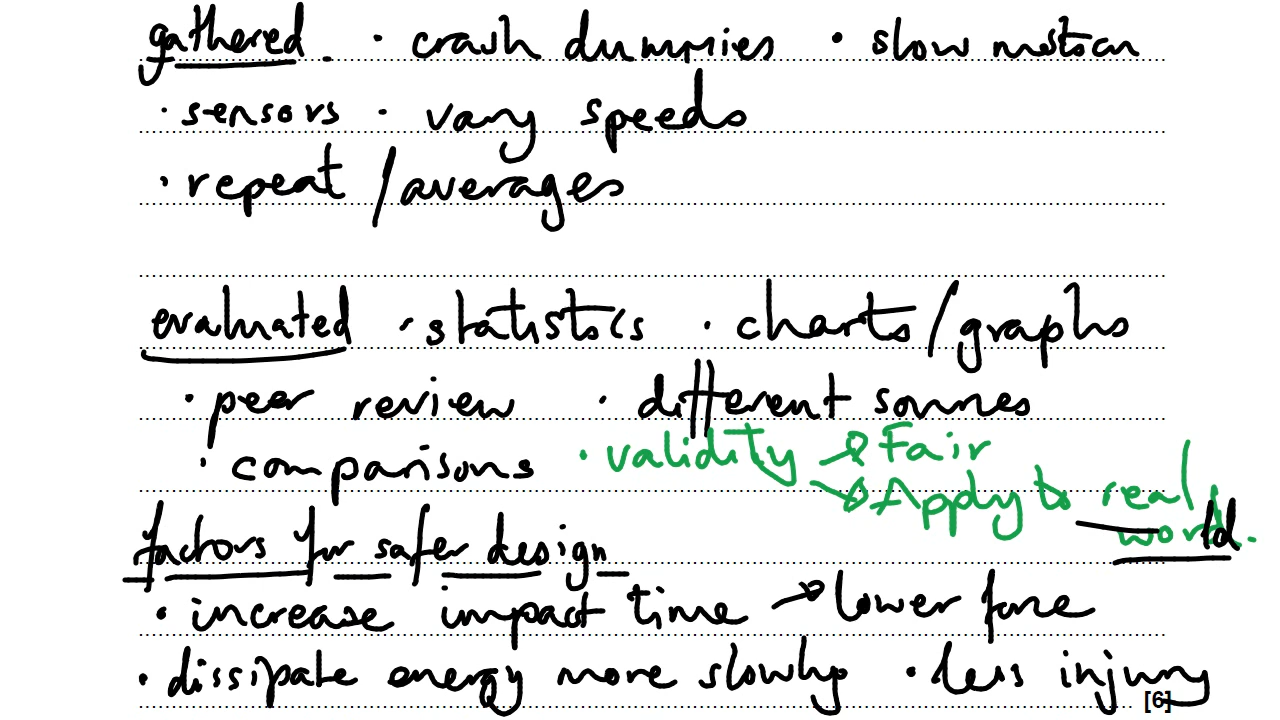 gathered · crash dummies · slow motion
· sensors · vary speeds
· repeat / averages
evaluated · statistics · charts / graphs
· peer review · different sources
· comparisons · validity → Fair
→ Apply to real
world.
factors for safer design
· increase impact time → lower force
· dissipate energy more slowly · less injury
[6]